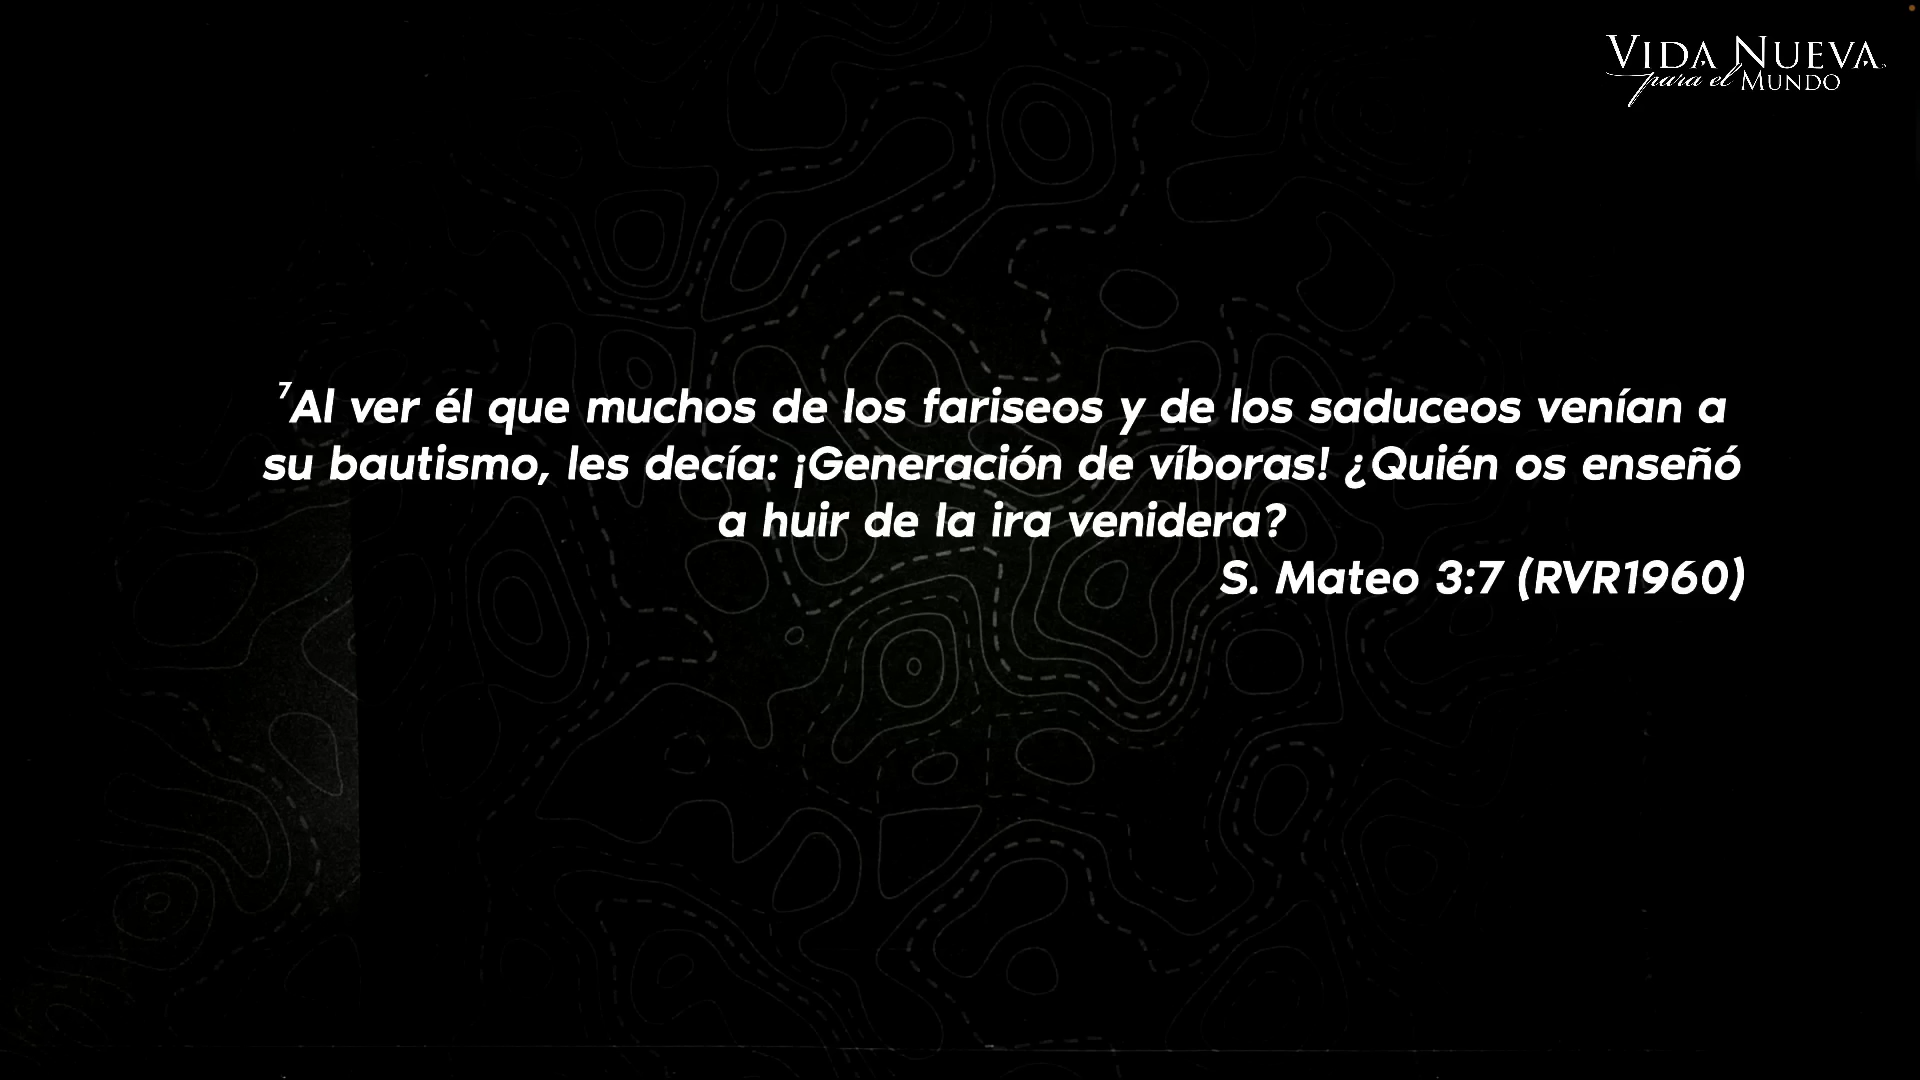 VIDA NUEVA
para el MUNDO
⁷Al ver él que muchos de los fariseos y de los saduceos venían a
su bautismo, les decía: ¡Generación de víboras! ¿Quién os enseñó
a huir de la ira venidera?
S. Mateo 3:7 (RVR1960)